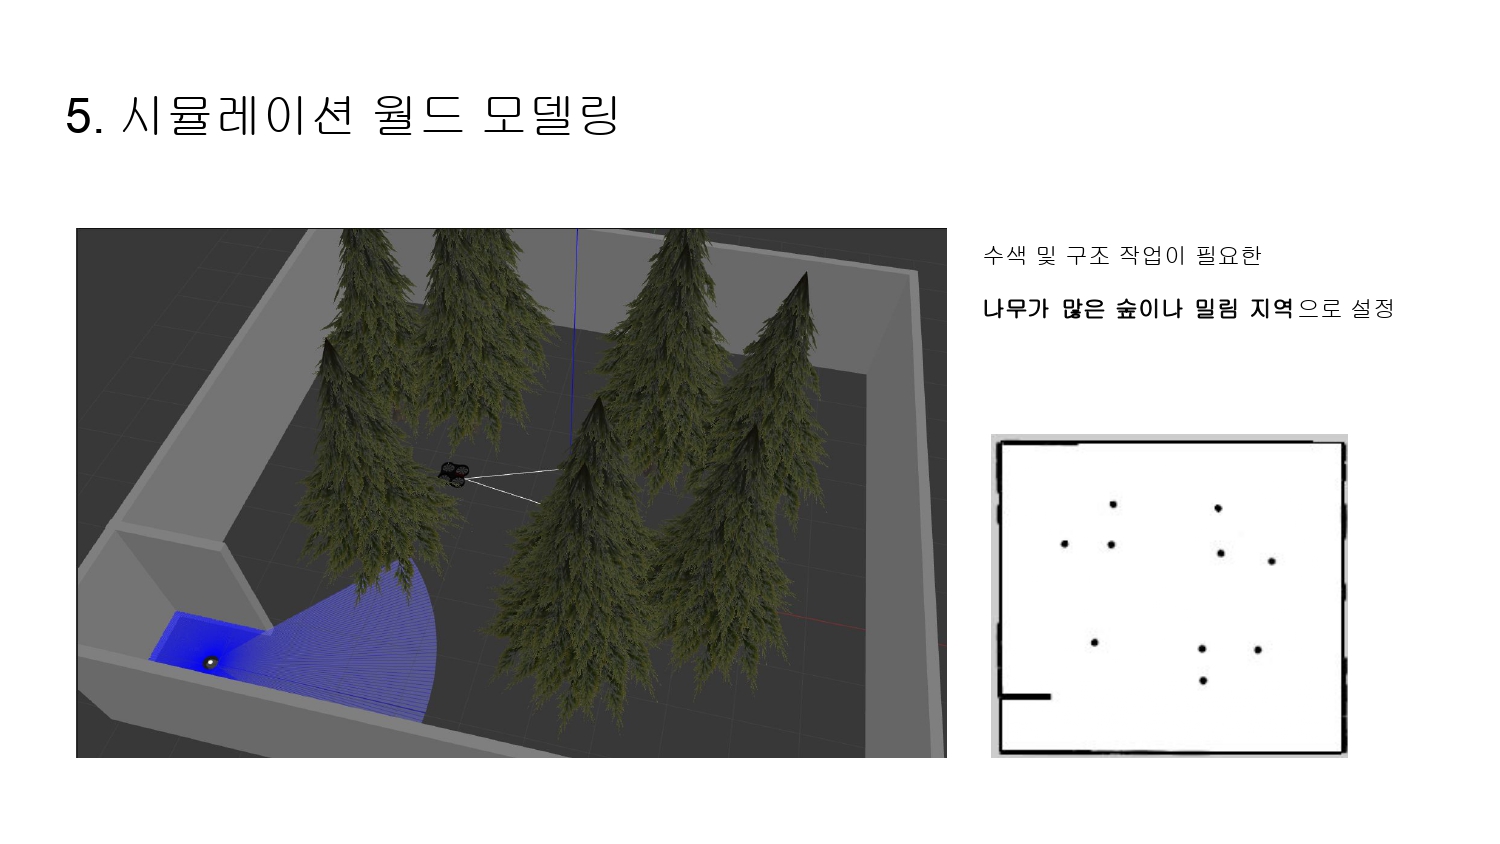 5. 시뮬레이션 월드 모델링
수색 및 구조 작업이 필요한
나무가 많은 숲이나 밀림 지역으로 설정